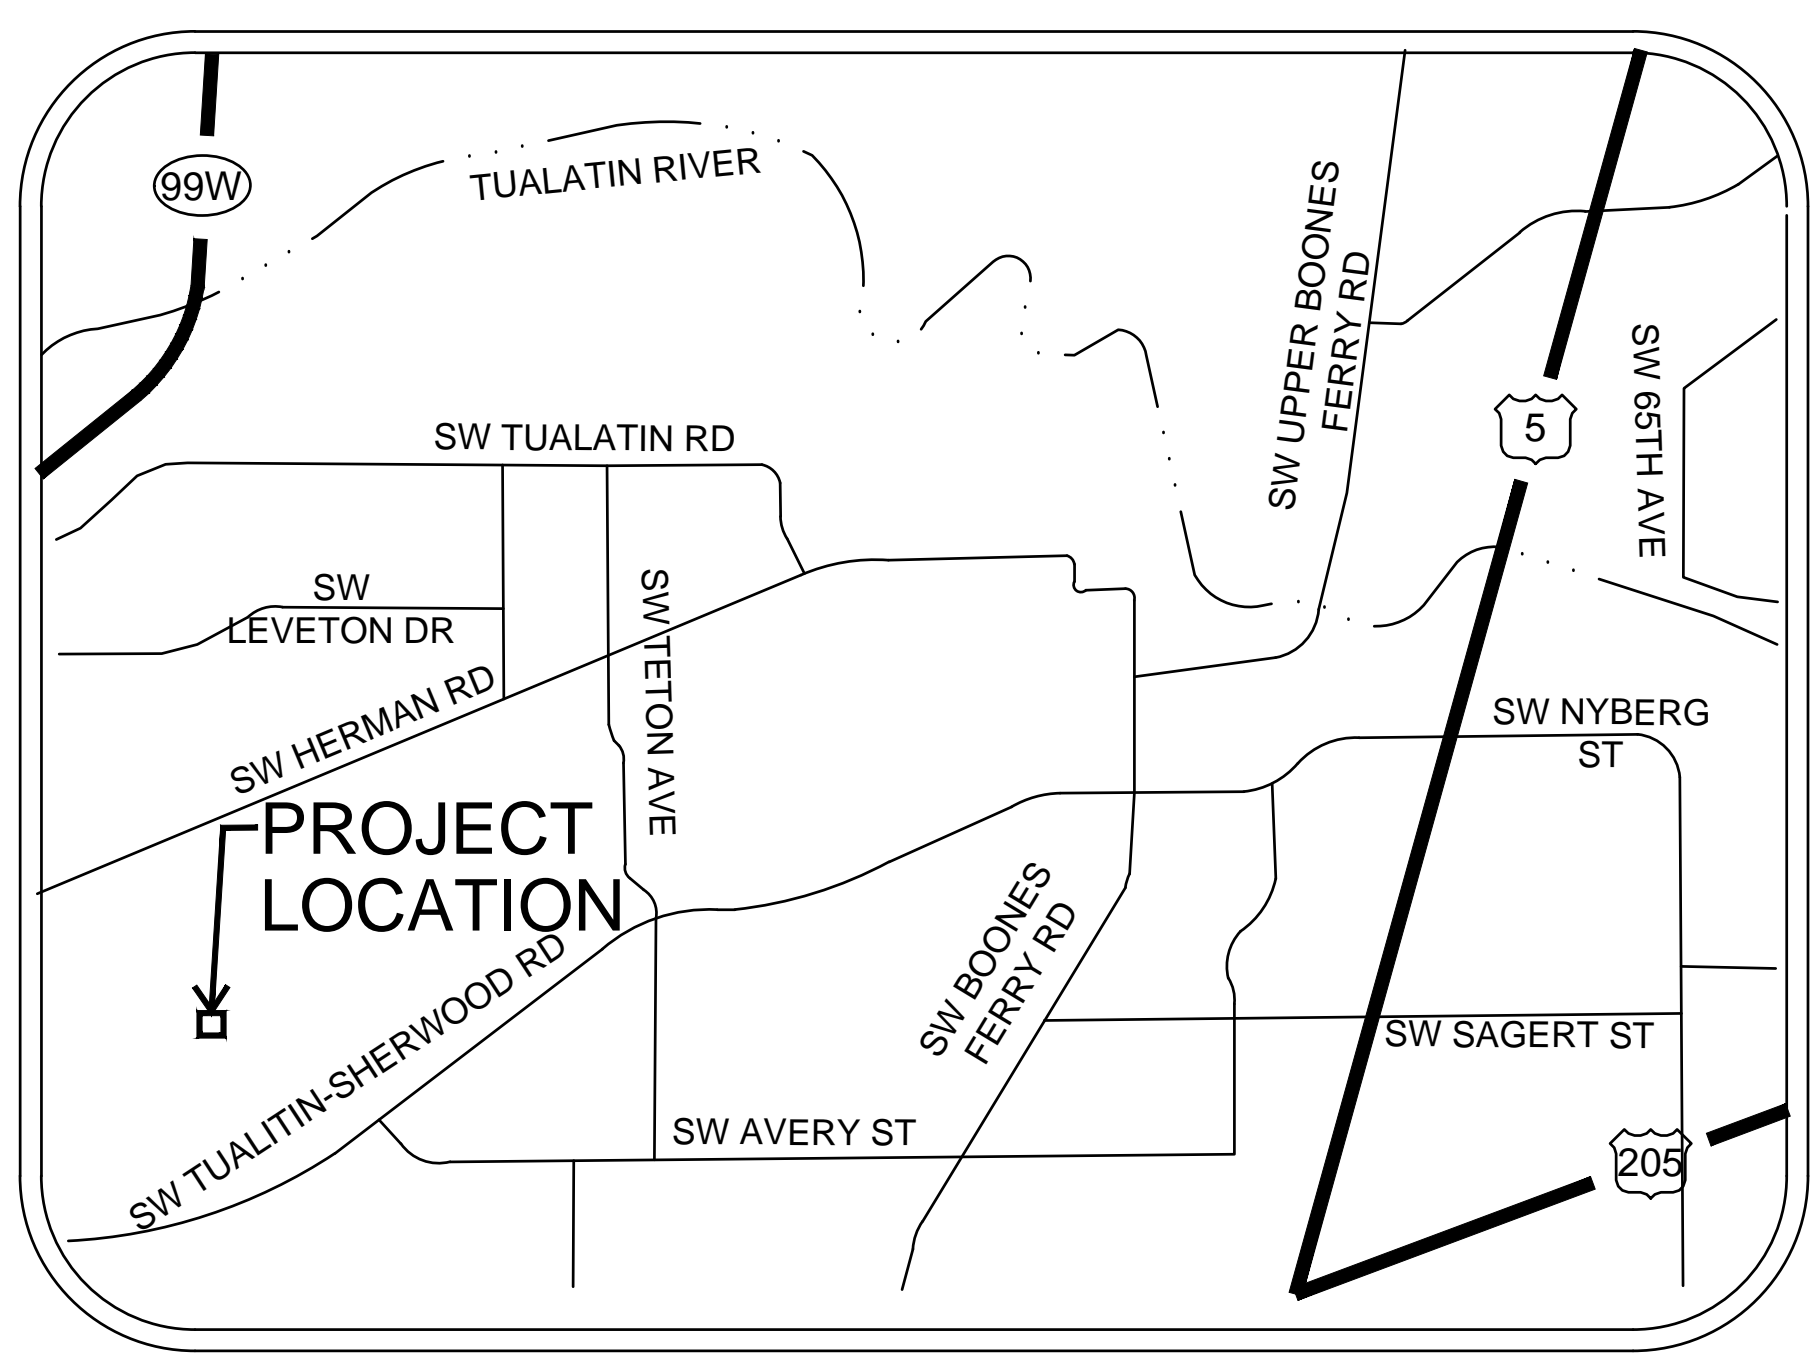 99W
TUALATIN RIVER
SW UPPER BOONES
FERRY RD
5
SW 65TH AVE
SW TUALATIN RD
SW
LEVETON DR
SW TETON AVE
SW HERMAN RD
SW NYBERG
ST
PROJECT
LOCATION
SW TUALITIN-SHERWOOD RD
SW BOONES
FERRY RD
SW SAGERT ST
SW AVERY ST
205